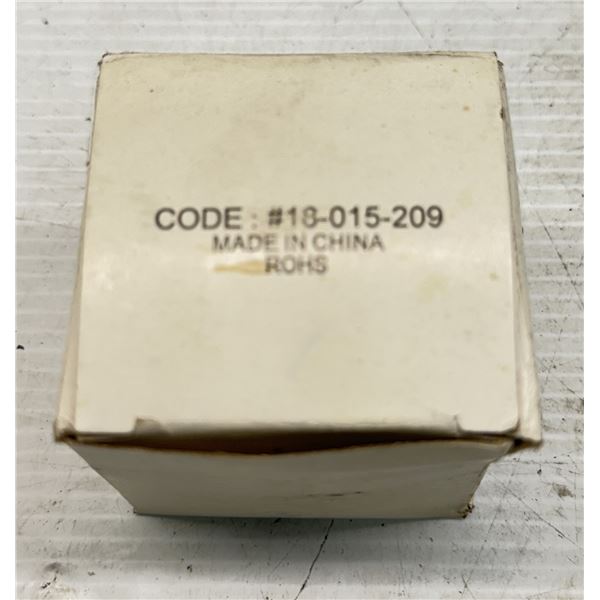 CODE : #18-015-209
MADE IN CHINA
ROHS